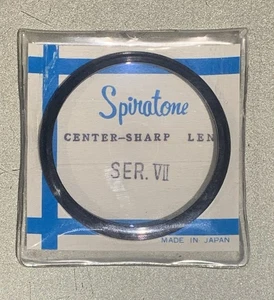 Spiratone
CENTER-SHARP LEN
SER. VII
MADE IN JAPAN